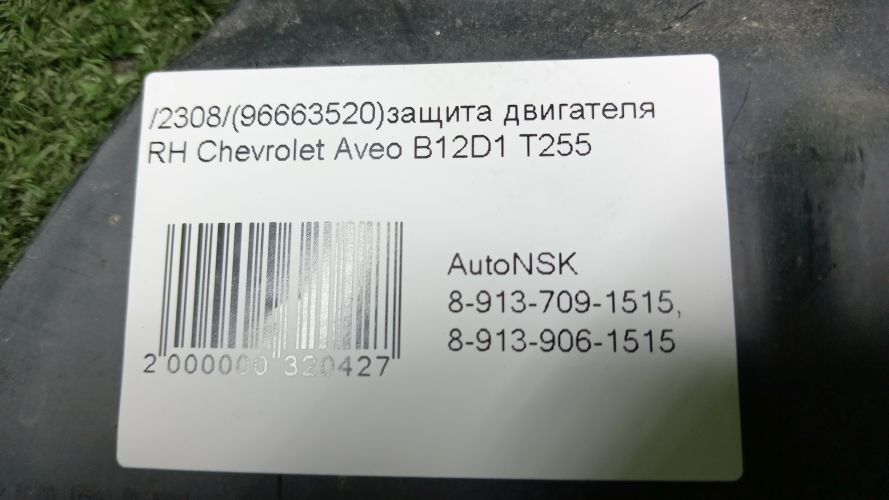 /2308/(96663520)защита двигателя
RH Chevrolet Aveo B12D1 T255
AutoNSK
8-913-709-1515,
8-913-906-1515
2 000000 320427